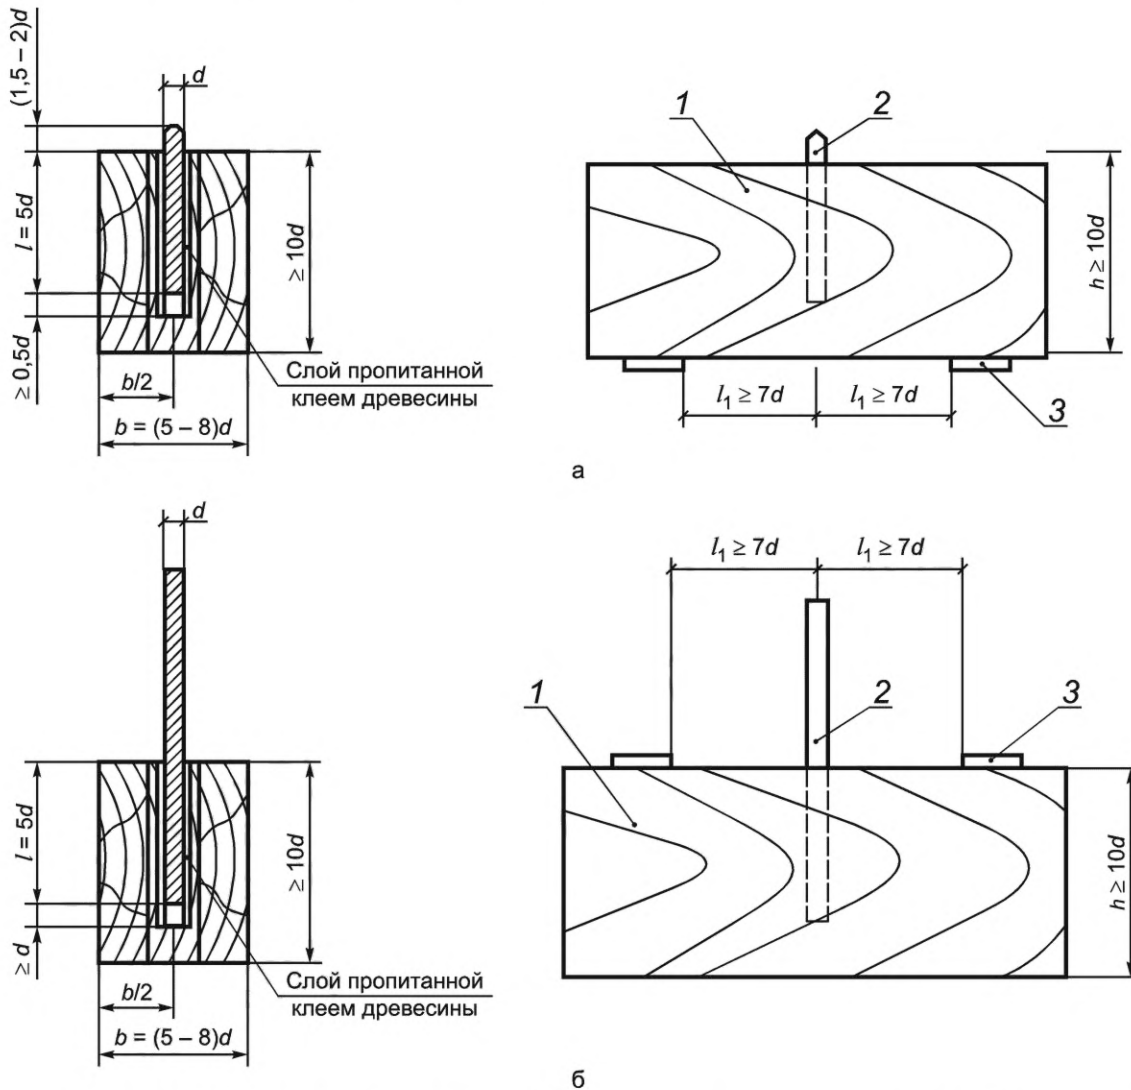 (1,5 – 2)d
d
l = 5d
≥ 10d
≥ 0,5d
b/2
b = (5 – 8)d
Слой пропитанной
клеем древесины
1
2
h ≥ 10d
l₁ ≥ 7d
l₁ ≥ 7d
3
а
d
l = 5d
≥ 10d
≥ d
b/2
b = (5 – 8)d
Слой пропитанной
клеем древесины
l₁ ≥ 7d
l₁ ≥ 7d
1
2
3
h ≥ 10d
б